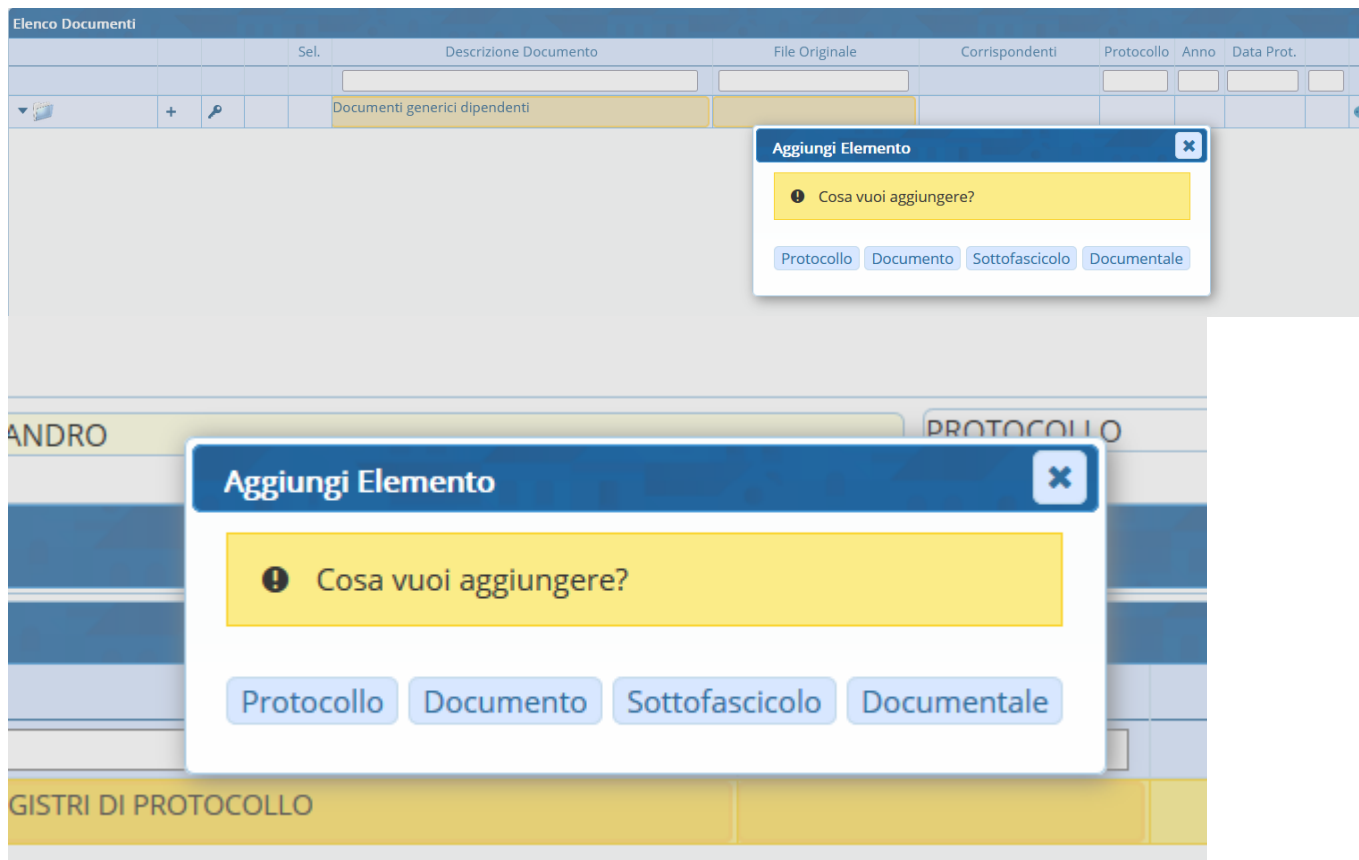 Elenco Documenti
Sel. Descrizione Documento File Originale Corrispondenti Protocollo Anno Data Prot.
+ Documenti generici dipendenti
Aggiungi Elemento
Cosa vuoi aggiungere?
Protocollo Documento Sottofascicolo Documentale
ANDRO PROTOCOLLO
Aggiungi Elemento
Cosa vuoi aggiungere?
Protocollo Documento Sottofascicolo Documentale
GISTRI DI PROTOCOLLO